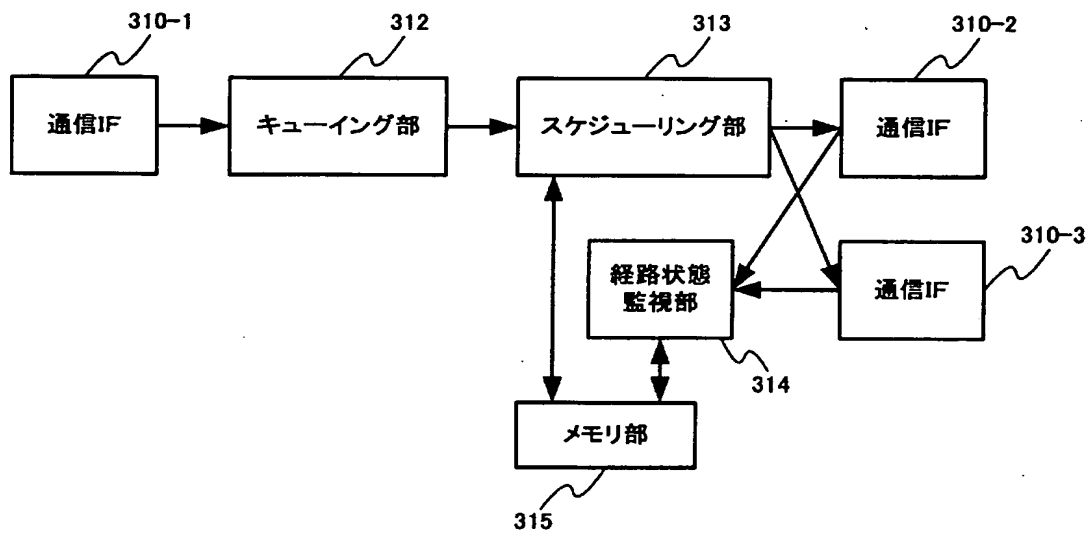 310-1
312
313
310-2
通信IF
キューイング部
スケジューリング部
通信IF
310-3
経路状態
監視部
通信IF
314
メモリ部
315